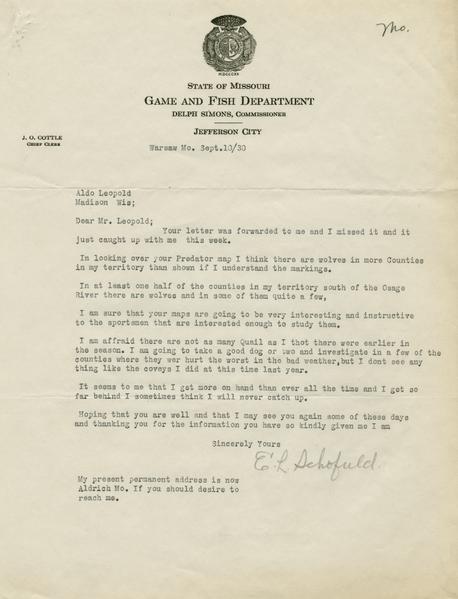 Mo.
MDCCCXX
STATE OF MISSOURI
GAME AND FISH DEPARTMENT
DELPH SIMONS, COMMISSIONER
JEFFERSON CITY
J. O. COTTLE
CHIEF CLERK
Warsaw Mo. Sept.10/30
Aldo Leopold
Madison Wis;
Dear Mr. Leopold;
Your letter was forwarded to me and I missed it and it
just caught up with me this week.
In looking over your Predator map I think there are wolves in more Counties
in my territory than shown if I understand the markings.
In at least one half of the counties in my territory south of the Osage
River there are wolves and in some of them quite a few,
I am sure that your maps are going to be very interesting and instructive
to the sportsmen that are interested enough to study them.
I am affraid there are not as many Quail as I thot there were earlier in
the season. I am going to take a good dog or two and investigate in a few of the
counties where they wer hurt the worst in the bad weather,but I dont see any
thing like the coveys I did at this time last year.
It seems to me that I get more on hand than ever all the time and I get so
far behind I sometimes think I will never catch up.
Hoping that you are well and that I may see you again some of these days
and thanking you for the information you have so kindly given me I am
Sincerely Yours
E L Schofield.
My present permanent address is now
Aldrich Mo. If you should desire to
reach me.